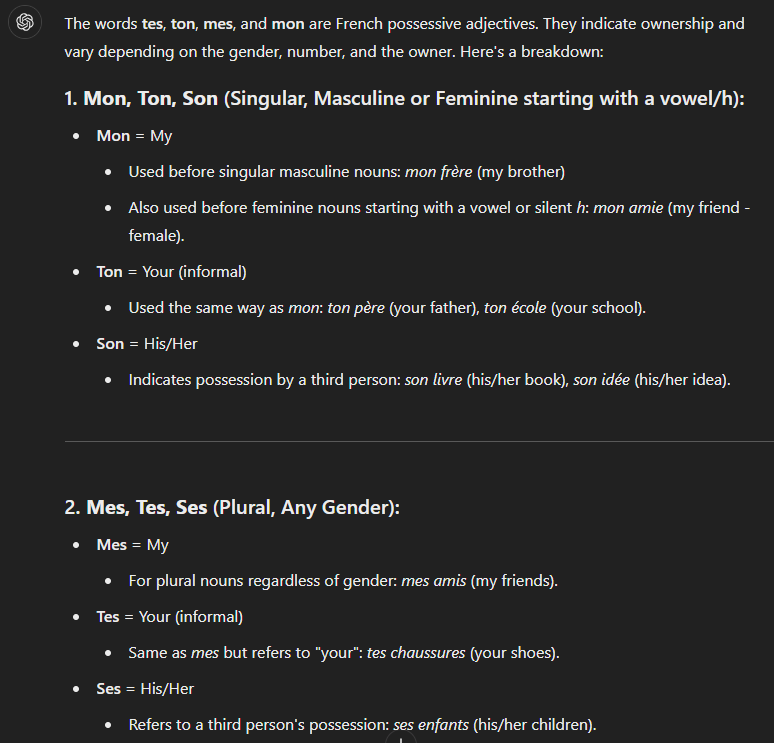 The words tes, ton, mes, and mon are French possessive adjectives. They indicate ownership and
vary depending on the gender, number, and the owner. Here's a breakdown:
1. Mon, Ton, Son (Singular, Masculine or Feminine starting with a vowel/h):
• Mon = My
• Used before singular masculine nouns: mon frère (my brother)
• Also used before feminine nouns starting with a vowel or silent h: mon amie (my friend -
female).
• Ton = Your (informal)
• Used the same way as mon: ton père (your father), ton école (your school).
• Son = His/Her
• Indicates possession by a third person: son livre (his/her book), son idée (his/her idea).
2. Mes, Tes, Ses (Plural, Any Gender):
• Mes = My
• For plural nouns regardless of gender: mes amis (my friends).
• Tes = Your (informal)
• Same as mes but refers to "your": tes chaussures (your shoes).
• Ses = His/Her
• Refers to a third person's possession: ses enfants (his/her children).